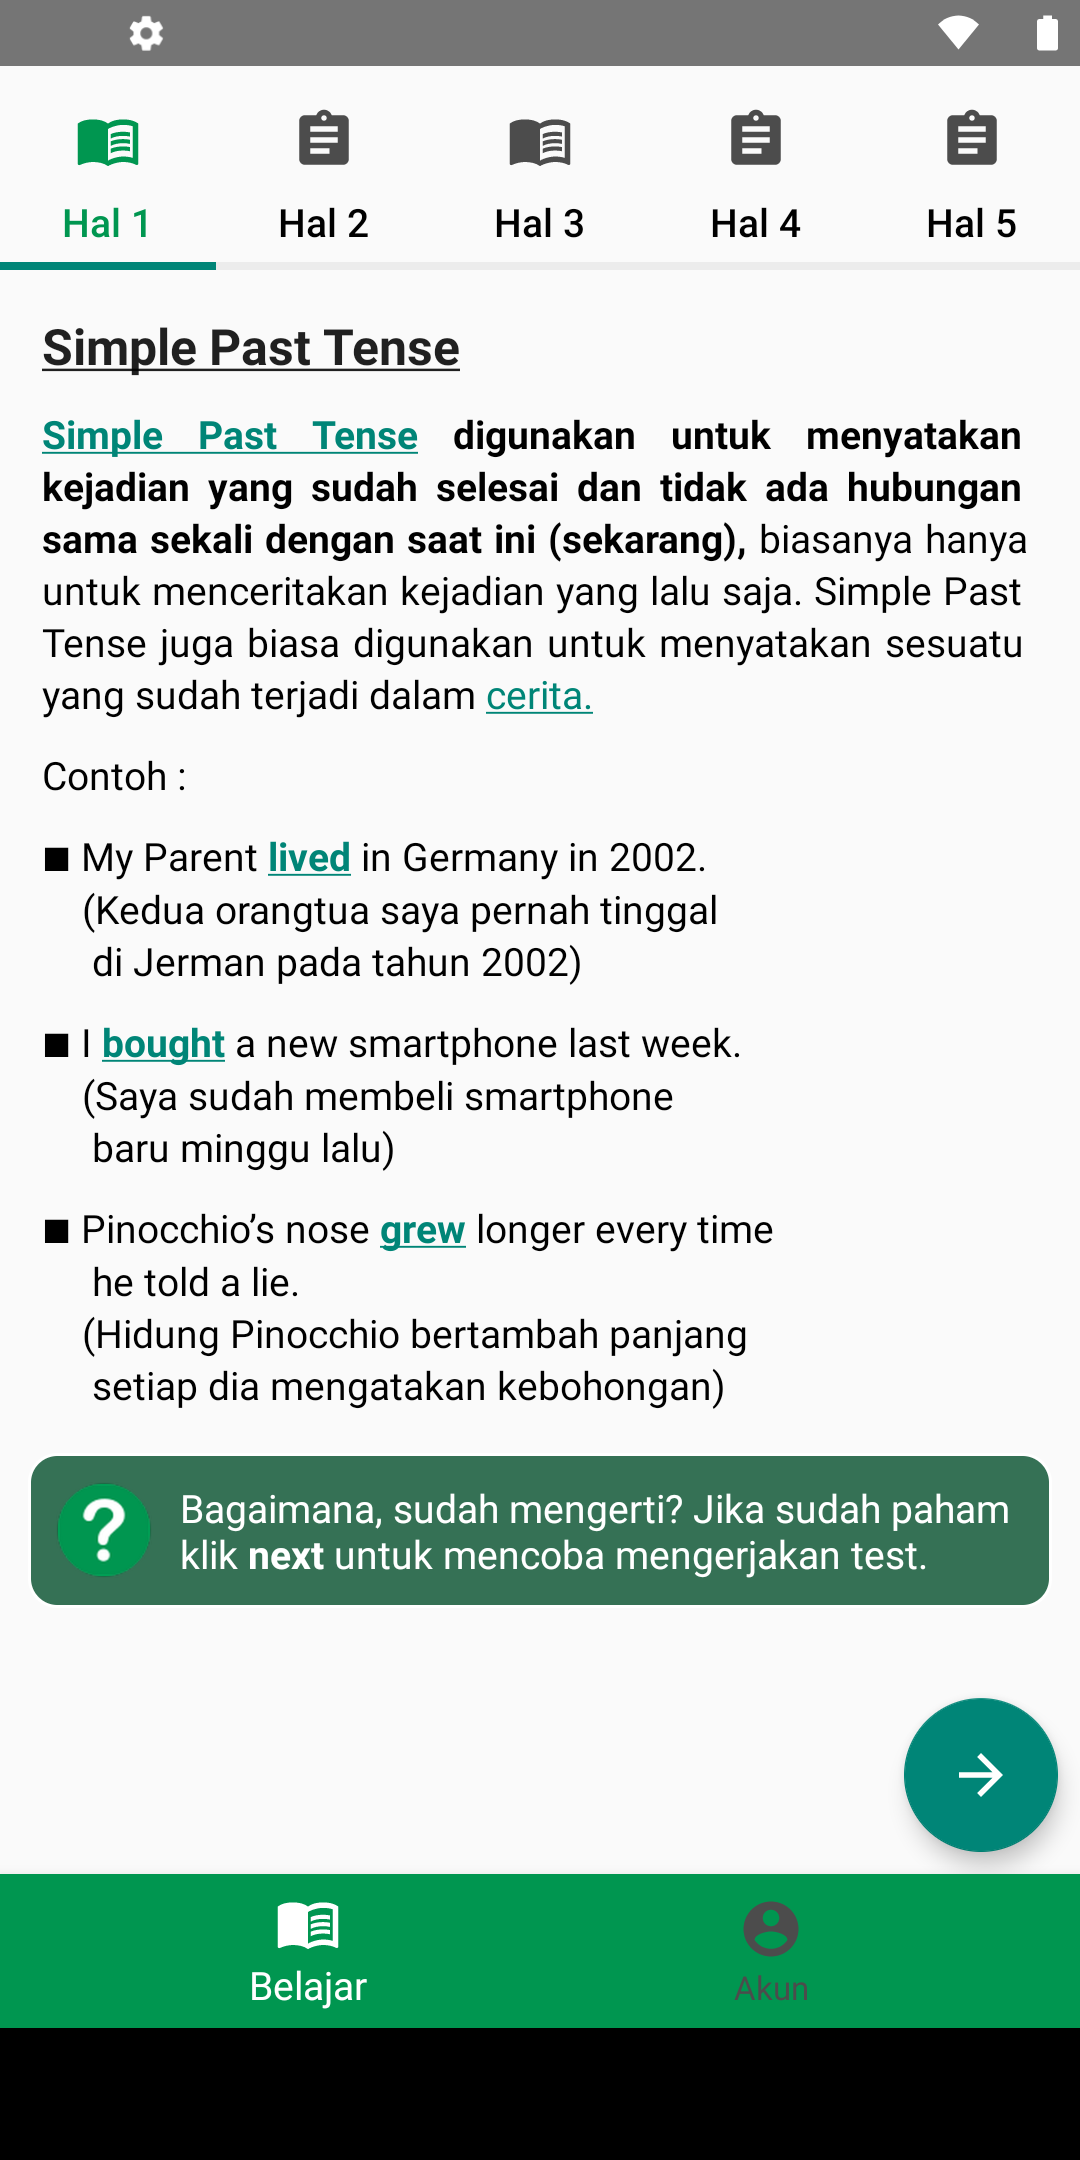 Hal 1 Hal 2 Hal 3 Hal 4 Hal 5
Simple Past Tense
Simple Past Tense digunakan untuk menyatakan
kejadian yang sudah selesai dan tidak ada hubungan
sama sekali dengan saat ini (sekarang), biasanya hanya
untuk menceritakan kejadian yang lalu saja. Simple Past
Tense juga biasa digunakan untuk menyatakan sesuatu
yang sudah terjadi dalam cerita.
Contoh :
■ My Parent lived in Germany in 2002.
(Kedua orangtua saya pernah tinggal
di Jerman pada tahun 2002)
■ I bought a new smartphone last week.
(Saya sudah membeli smartphone
baru minggu lalu)
■ Pinocchio’s nose grew longer every time
he told a lie.
(Hidung Pinocchio bertambah panjang
setiap dia mengatakan kebohongan)
Bagaimana, sudah mengerti? Jika sudah paham
klik next untuk mencoba mengerjakan test.
Belajar Akun